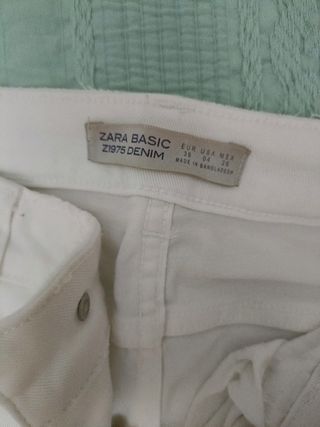 ZARA BASIC
Z1975 DENIM
EUR USA MEX
36 04 26
MADE IN BANGLADESH